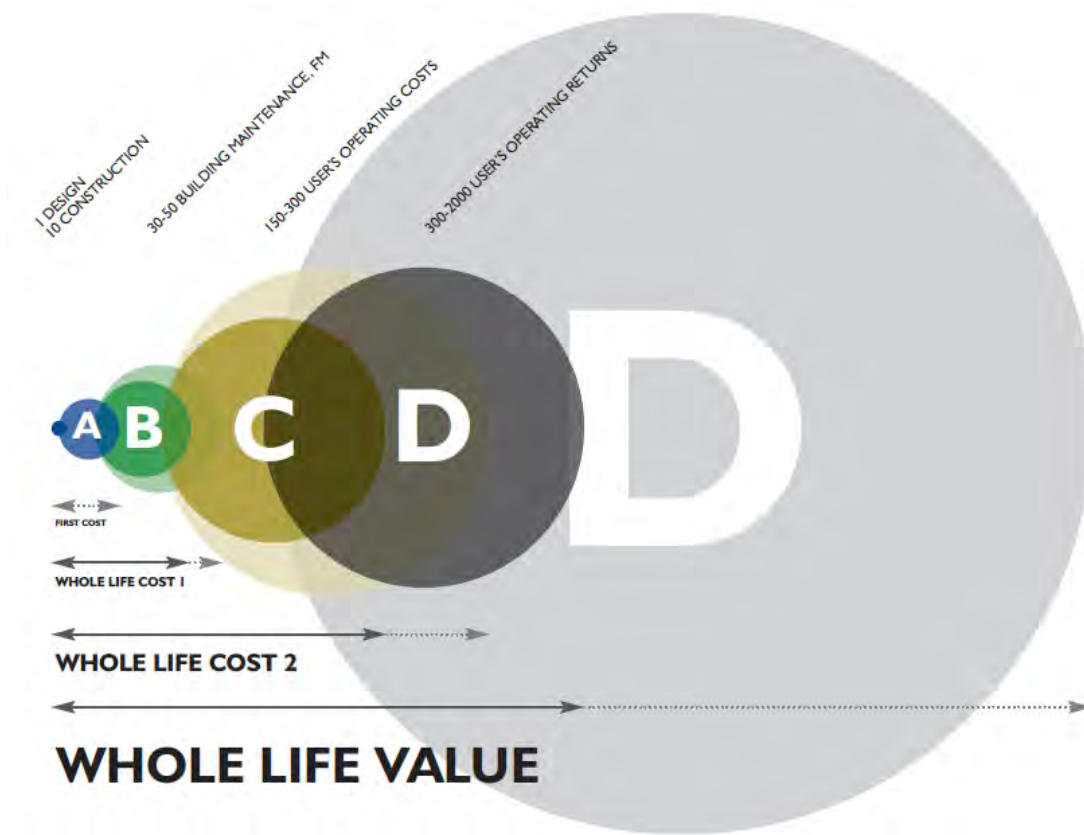 1 DESIGN
10 CONSTRUCTION
30-50 BUILDING MAINTENANCE, FM
150-300 USER'S OPERATING COSTS
300-2000 USER'S OPERATING RETURNS
A
B
C
D
D
FIRST COST
WHOLE LIFE COST 1
WHOLE LIFE COST 2
WHOLE LIFE VALUE